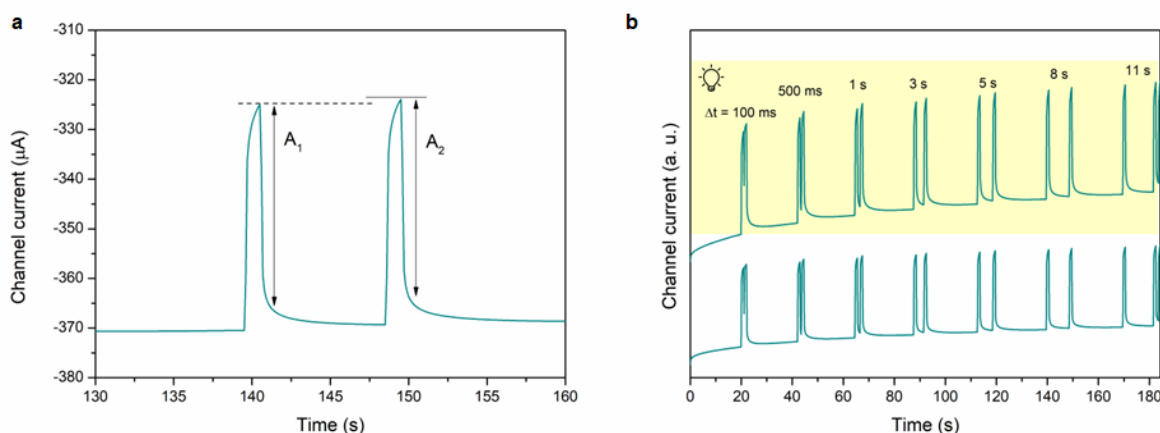 a
-310
-320
-330
-340
-350
-360
-370
-380
Channel current (μA)
A1
A2
130
135
140
145
150
155
160
Time (s)
b
Channel current (a. u.)
Δt = 100 ms
500 ms
1 s
3 s
5 s
8 s
11 s
0
20
40
60
80
100
120
140
160
180
Time (s)